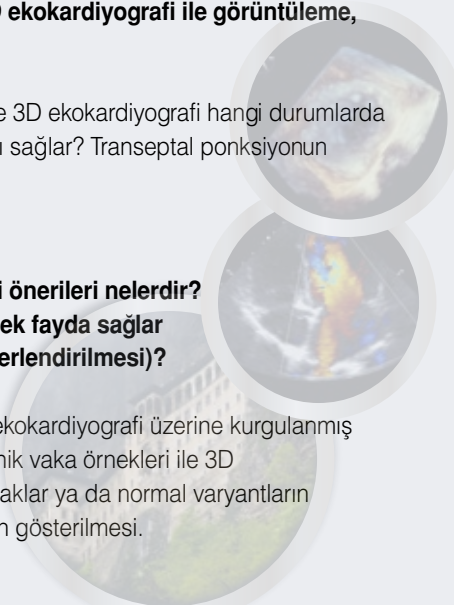 ekokardiyografi ile görüntüleme,
e 3D ekokardiyografi hangi durumlarda
sağlar? Transeptal ponksiyonun
i önerileri nelerdir?
ek fayda sağlar
erlendirilmesi)?
ekokardiyografi üzerine kurgulanmış
nik vaka örnekleri ile 3D
aklar ya da normal varyantların
n gösterilmesi.